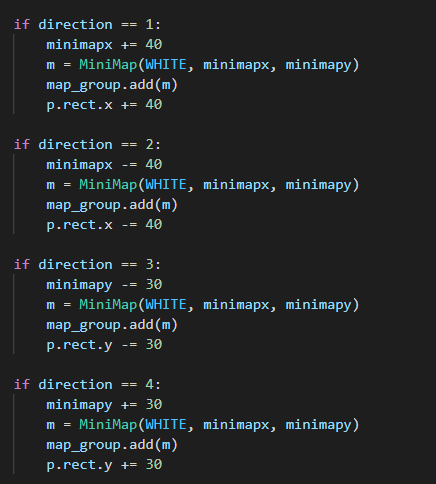 if direction == 1:
    minimapx += 40
    m = MiniMap(WHITE, minimapx, minimapy)
    map_group.add(m)
    p.rect.x += 40
if direction == 2:
    minimapx -= 40
    m = MiniMap(WHITE, minimapx, minimapy)
    map_group.add(m)
    p.rect.x -= 40
if direction == 3:
    minimapy -= 30
    m = MiniMap(WHITE, minimapx, minimapy)
    map_group.add(m)
    p.rect.y -= 30
if direction == 4:
    minimapy += 30
    m = MiniMap(WHITE, minimapx, minimapy)
    map_group.add(m)
    p.rect.y += 30